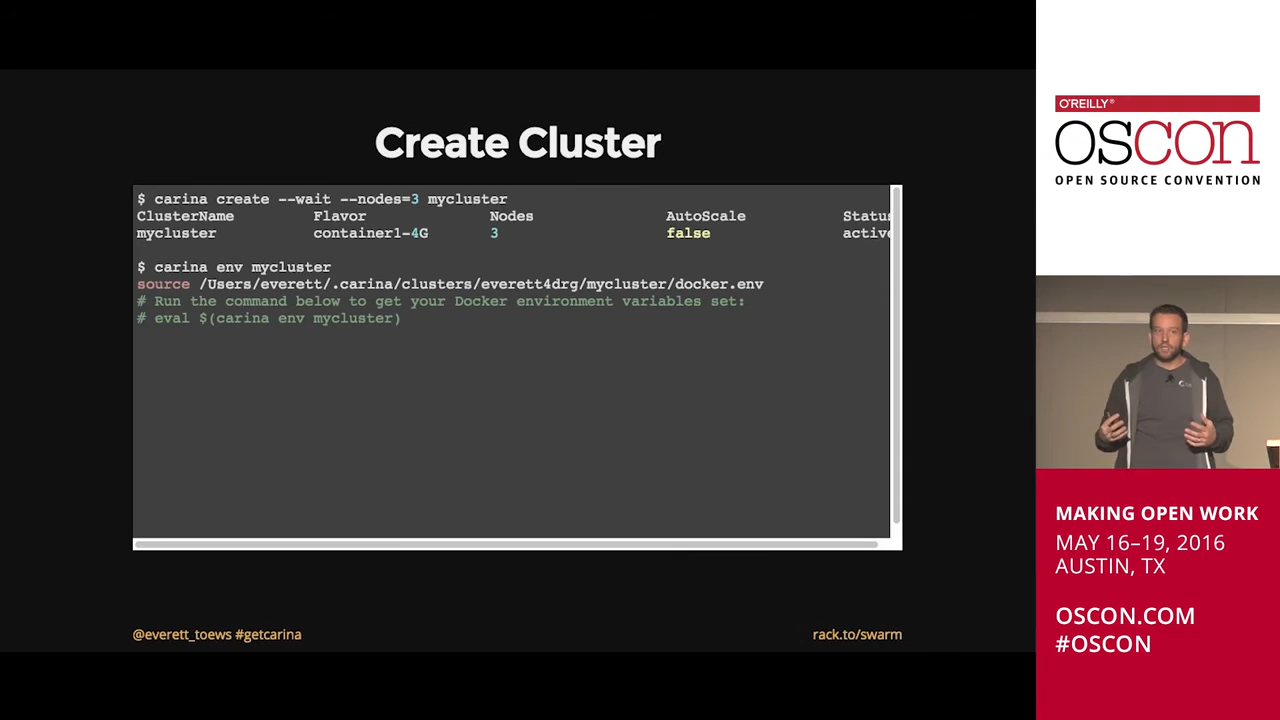 Create Cluster
$ carina create --wait --nodes=3 mycluster
ClusterName Flavor Nodes AutoScale Status
mycluster container1-4G 3 false active
$ carina env mycluster
source /Users/everett/.carina/clusters/everett4drg/mycluster/docker.env
# Run the command below to get your Docker environment variables set:
# eval $(carina env mycluster)
@everett_toews #getcarina
rack.to/swarm
O'REILLY®
OSCON
OPEN SOURCE CONVENTION
MAKING OPEN WORK
MAY 16–19, 2016
AUSTIN, TX
OSCON.COM
#OSCON